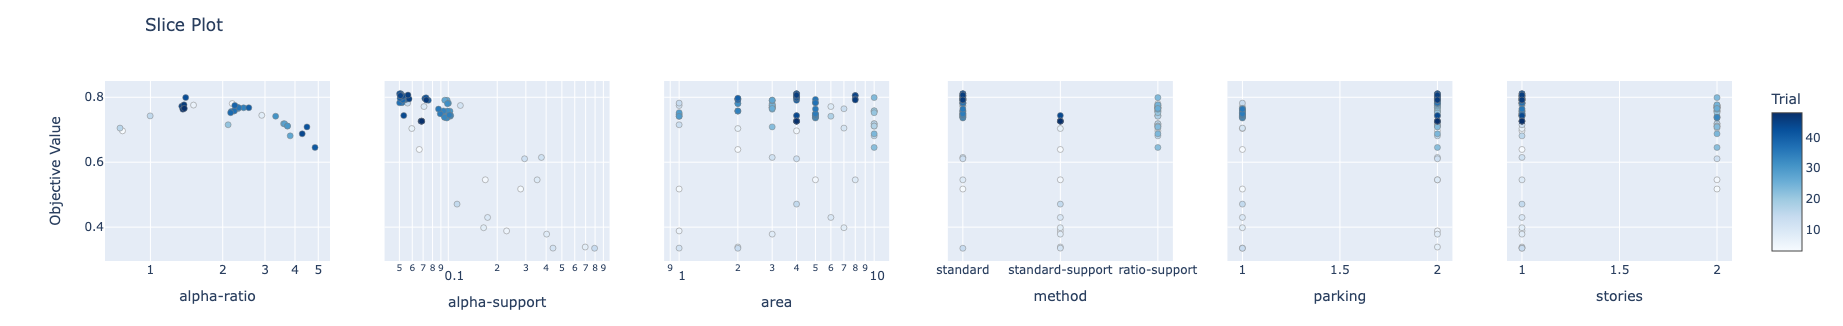 Slice Plot
Objective Value
0.8
0.6
0.4
1 2 3 4 5
alpha-ratio
5 6 7 8 9 0.1 2 3 4 5 6 7 8 9
alpha-support
9 1 2 3 4 5 6 7 8 9 10
area
standard standard-support ratio-support
method
1 1.5 2
parking
1 1.5 2
stories
Trial
40
30
20
10